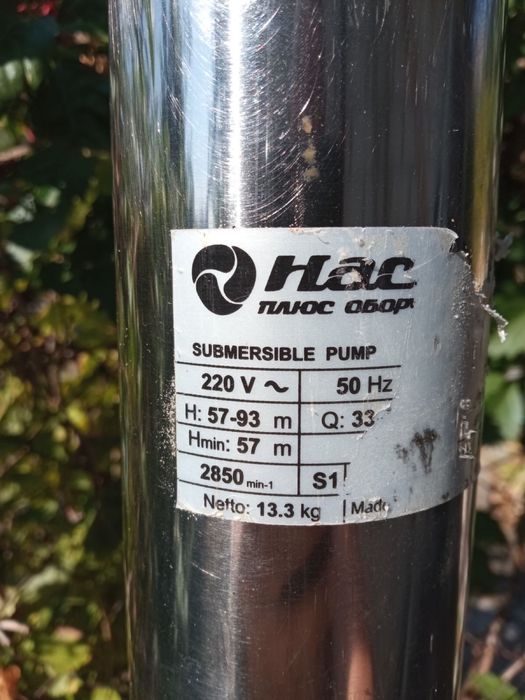 Нас
ПЛЮС ОБОР
SUBMERSIBLE PUMP
220 V ~ 50 Hz
H: 57-93 m Q: 33
Hmin: 57 m
2850 min-1 S1
Netto: 13.3 kg Made